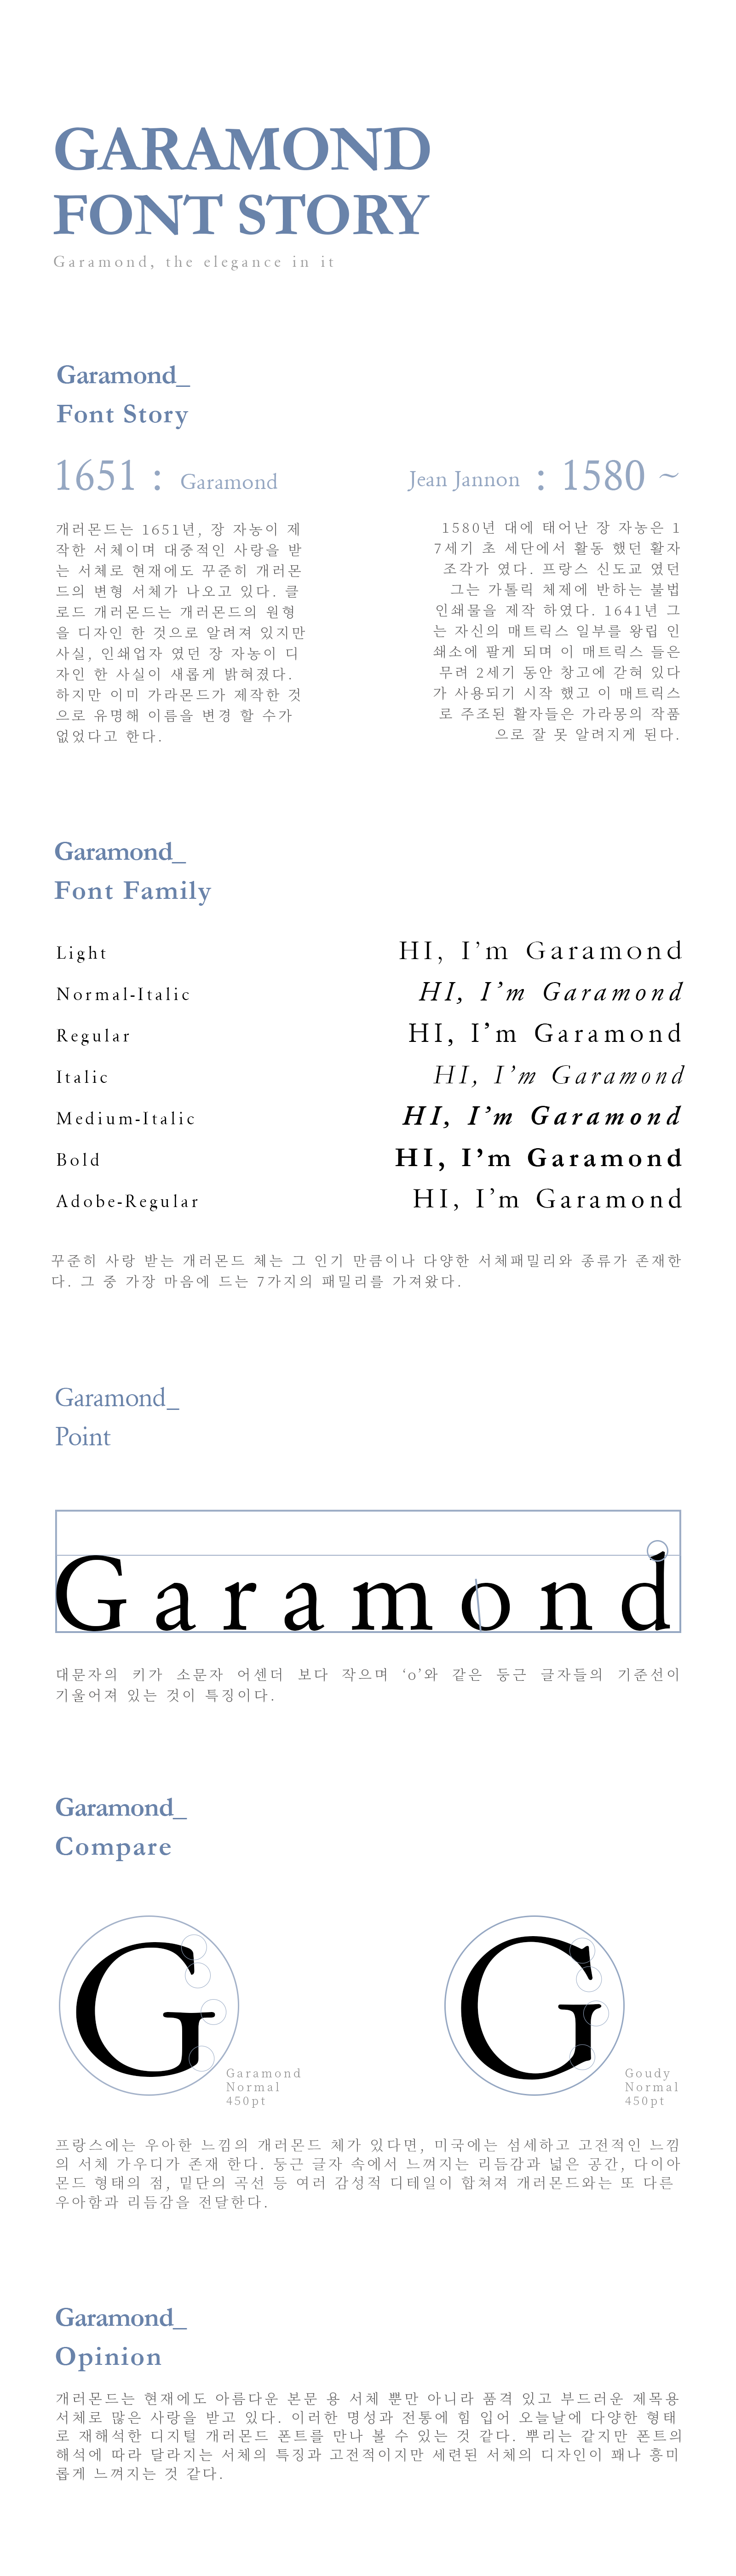 GARAMOND
FONT STORY
Garamond, the elegance in it
Garamond_
Font Story
1651 : Garamond
개러몬드는 1651년, 장 자농이 제
작한 서체이며 대중적인 사랑을 받
는 서체로 현재에도 꾸준히 개러몬
드의 변형 서체가 나오고 있다. 클
로드 개러몬드는 개러몬드의 원형
을 디자인 한 것으로 알려져 있지만
사실, 인쇄업자 였던 장 자농이 디
자인 한 사실이 새롭게 밝혀졌다.
하지만 이미 가라몬드가 제작한 것
으로 유명해 이름을 변경 할 수가
없었다고 한다.
Jean Jannon : 1580 ~
1580년 대에 태어난 장 자농은 1
7세기 초 세단에서 활동 했던 활자
조각가 였다. 프랑스 신도교 였던
그는 가톨릭 체제에 반하는 불법
인쇄물을 제작 하였다. 1641년 그
는 자신의 매트릭스 일부를 왕립 인
쇄소에 팔게 되며 이 매트릭스 들은
무려 2세기 동안 창고에 갇혀 있다
가 사용되기 시작 했고 이 매트릭스
로 주조된 활자들은 가라몽의 작품
으로 잘 못 알려지게 된다.
Garamond_
Font Family
Light HI, I’m Garamond
Normal-Italic HI, I’m Garamond
Regular HI, I’m Garamond
Italic HI, I’m Garamond
Medium-Italic HI, I’m Garamond
Bold HI, I’m Garamond
Adobe-Regular HI, I’m Garamond
꾸준히 사랑 받는 개러몬드 체는 그 인기 만큼이나 다양한 서체패밀리와 종류가 존재한
다. 그 중 가장 마음에 드는 7가지의 패밀리를 가져왔다.
Garamond_
Point
Garamond
대문자의 키가 소문자 어센더 보다 작으며 ‘o’와 같은 둥근 글자들의 기준선이
기울어져 있는 것이 특징이다.
Garamond_
Compare
G
Garamond
Normal
450pt
G
Goudy
Normal
450pt
프랑스에는 우아한 느낌의 개러몬드 체가 있다면, 미국에는 섬세하고 고전적인 느낌
의 서체 가우디가 존재 한다. 둥근 글자 속에서 느껴지는 리듬감과 넓은 공간, 다이아
몬드 형태의 점, 밑단의 곡선 등 여러 감성적 디테일이 합쳐져 개러몬드와는 또 다른
우아함과 리듬감을 전달한다.
Garamond_
Opinion
개러몬드는 현재에도 아름다운 본문 용 서체 뿐만 아니라 품격 있고 부드러운 제목용
서체로 많은 사랑을 받고 있다. 이러한 명성과 전통에 힘 입어 오늘날에 다양한 형태
로 재해석한 디지털 개러몬드 폰트를 만나 볼 수 있는 것 같다. 뿌리는 같지만 폰트의
해석에 따라 달라지는 서체의 특징과 고전적이지만 세련된 서체의 디자인이 꽤나 흥미
롭게 느껴지는 것 같다.